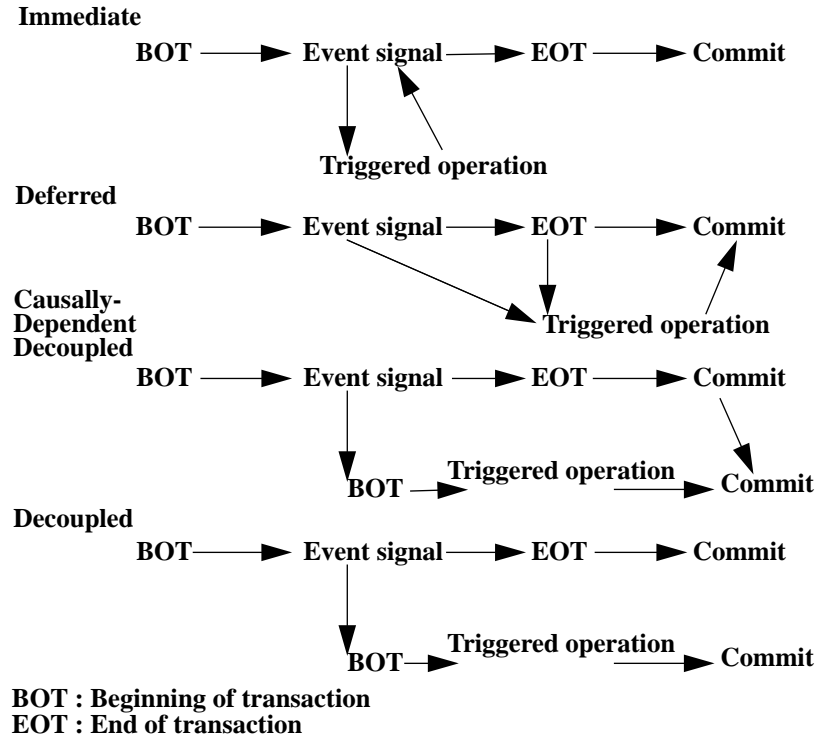 Immediate
BOT Event signal EOT Commit
Triggered operation
Deferred
BOT Event signal EOT Commit
Triggered operation
Causally-
Dependent
Decoupled
BOT Event signal EOT Commit
BOT Triggered operation Commit
Decoupled
BOT Event signal EOT Commit
BOT Triggered operation Commit
BOT : Beginning of transaction
EOT : End of transaction